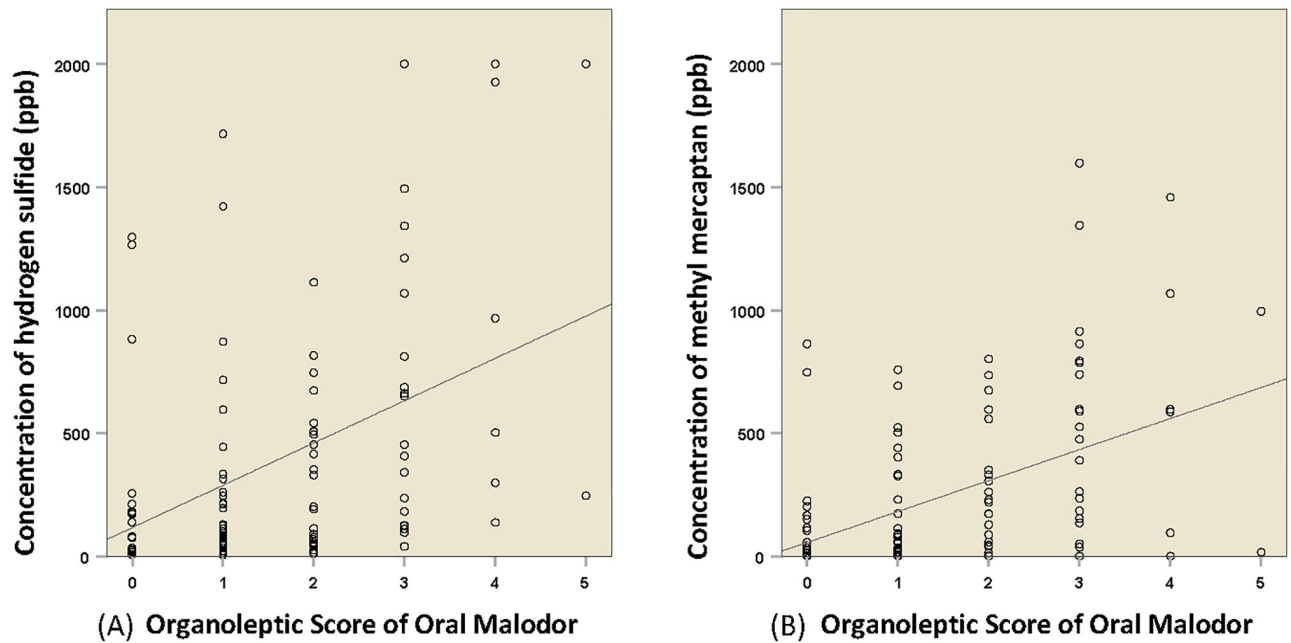 Concentration of hydrogen sulfide (ppb)
2000
1500
1000
500
0
0 1 2 3 4 5
(A) Organoleptic Score of Oral Malodor
Concentration of methyl mercaptan (ppb)
2000
1500
1000
500
0
0 1 2 3 4 5
(B) Organoleptic Score of Oral Malodor